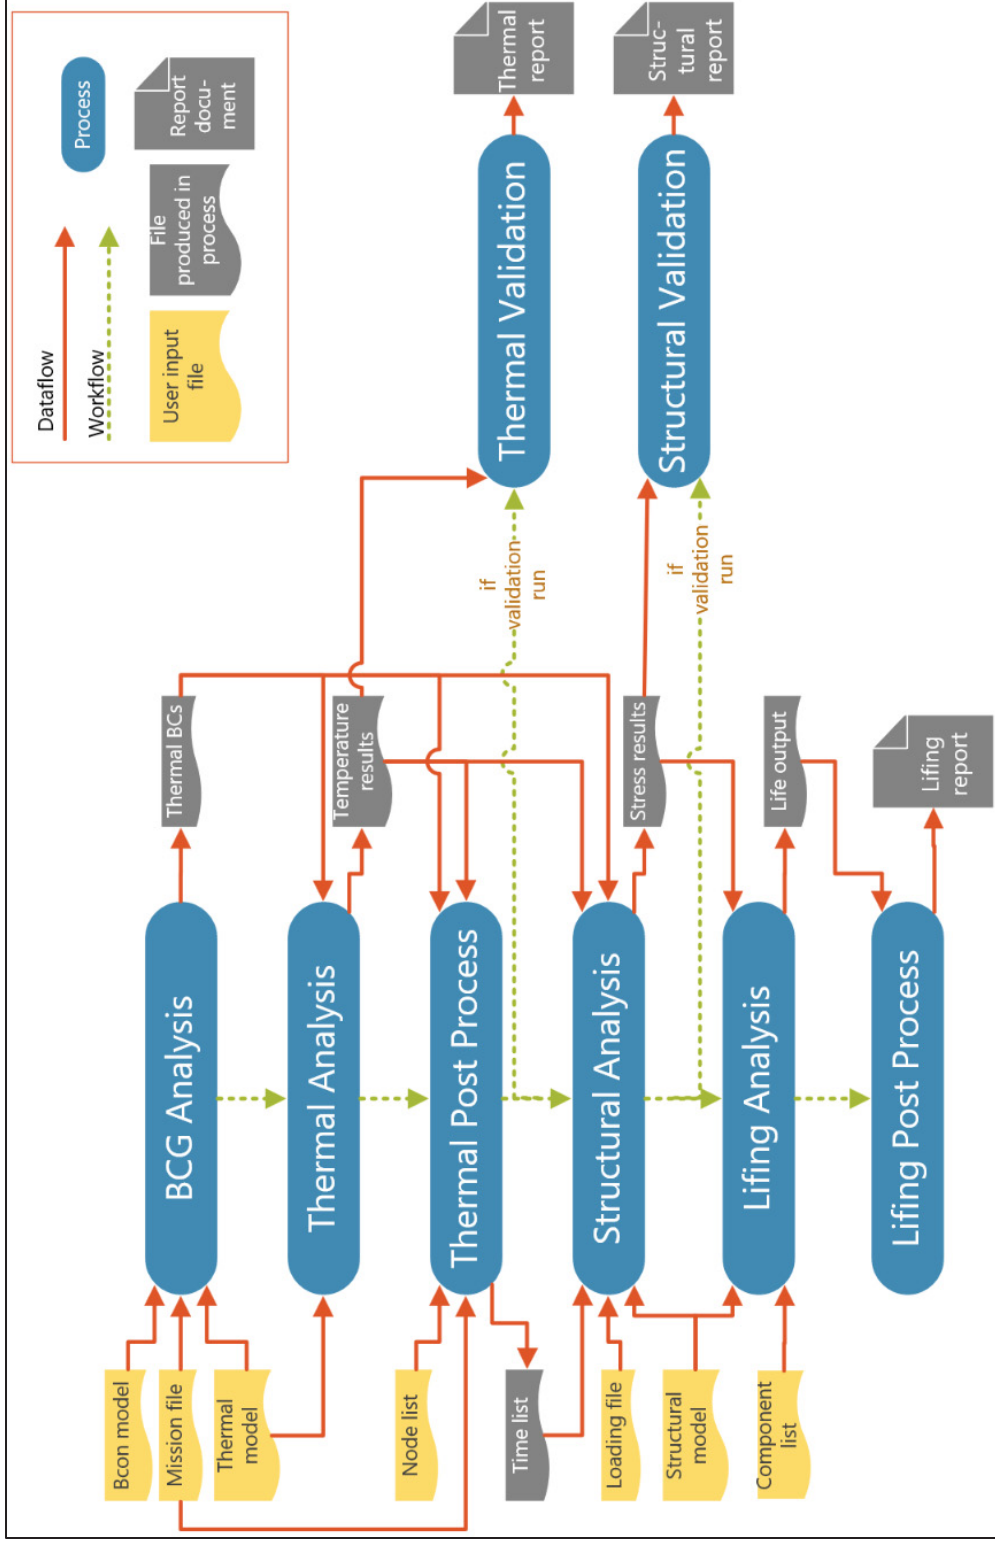 Dataflow
Workflow
Process
User input
file
File
produced in
process
Report
docu-
ment
Bcon model
Mission file
Thermal
model
Node list
Time list
Loading file
Structural
model
Component
list
BCG Analysis
Thermal Analysis
Thermal Post Process
Structural Analysis
Lifing Analysis
Lifing Post Process
Thermal BCs
Temperature
results
Stress results
Life output
Lifing
report
if
validation
run
if
validation
run
Thermal Validation
Structural Validation
Thermal
report
Struc-
tural
report